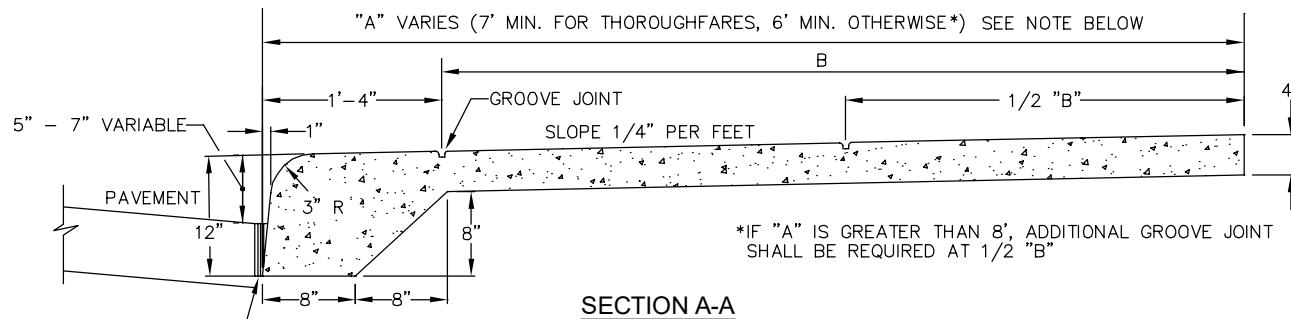 "A" VARIES (7' MIN. FOR THOROUGHFARES, 6' MIN. OTHERWISE*) SEE NOTE BELOW
B
1'-4"
GROOVE JOINT
1/2 "B"
4
5" - 7" VARIABLE
1"
SLOPE 1/4" PER FEET
PAVEMENT
3" R
12"
8"
*IF "A" IS GREATER THAN 8', ADDITIONAL GROOVE JOINT
SHALL BE REQUIRED AT 1/2 "B"
8"
8"
SECTION A-A